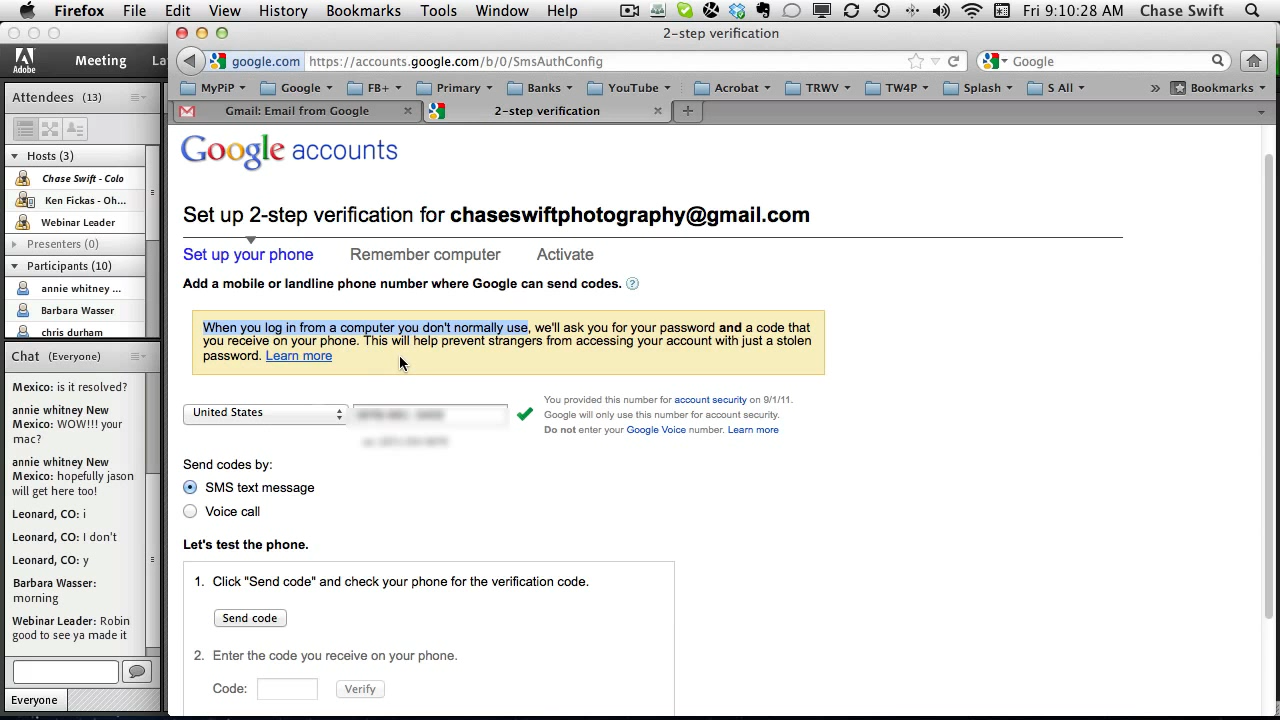 Firefox File Edit View History Bookmarks Tools Window Help Fri 9:10:28 AM Chase Swift
2-step verification
google.com https://accounts.google.com/b/0/SmsAuthConfig Google
MyPiP Google FB+ Primary Banks YouTube Acrobat TRWV TW4P Splash S All » Bookmarks
Gmail: Email from Google 2-step verification
Adobe Meeting La
Attendees (13)
Hosts (3)
Chase Swift - Colo
Ken Fickas - Oh...
Webinar Leader
Presenters (0)
Participants (10)
annie whitney ...
Barbara Wasser
chris durham
Chat (Everyone)
Mexico: is it resolved?
annie whitney New
Mexico: WOW!!! your
mac?
annie whitney New
Mexico: hopefully jason
will get here too!
Leonard, CO: i
Leonard, CO: I don't
Leonard, CO: y
Barbara Wasser:
morning
Webinar Leader: Robin
good to see ya made it
Everyone
Google accounts
Set up 2-step verification for chaseswiftphotography@gmail.com
Set up your phone Remember computer Activate
Add a mobile or landline phone number where Google can send codes. ?
When you log in from a computer you don't normally use, we'll ask you for your password and a code that
you receive on your phone. This will help prevent strangers from accessing your account with just a stolen
password. Learn more
United States
You provided this number for account security on 9/1/11.
Google will only use this number for account security.
Do not enter your Google Voice number. Learn more
Send codes by:
SMS text message
Voice call
Let's test the phone.
1. Click "Send code" and check your phone for the verification code.
Send code
2. Enter the code you receive on your phone.
Code: Verify